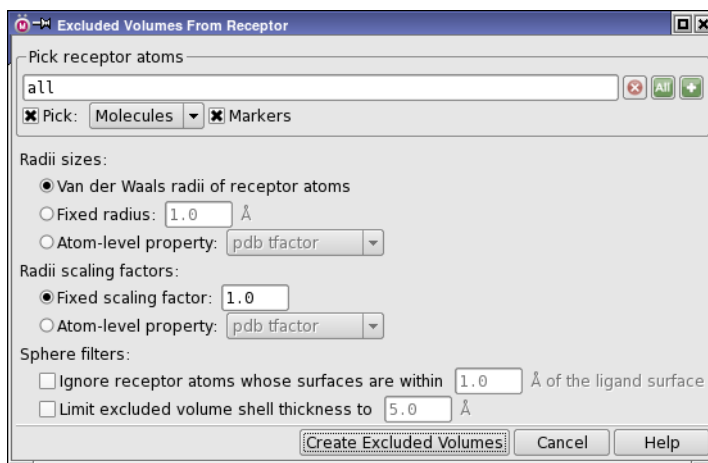 Excluded Volumes From Receptor
Pick receptor atoms
all
All
Pick: Molecules Markers
Radii sizes:
Van der Waals radii of receptor atoms
Fixed radius: 1.0 Å
Atom-level property: pdb tfactor
Radii scaling factors:
Fixed scaling factor: 1.0
Atom-level property: pdb tfactor
Sphere filters:
Ignore receptor atoms whose surfaces are within 1.0 Å of the ligand surface
Limit excluded volume shell thickness to 5.0 Å
Create Excluded Volumes Cancel Help